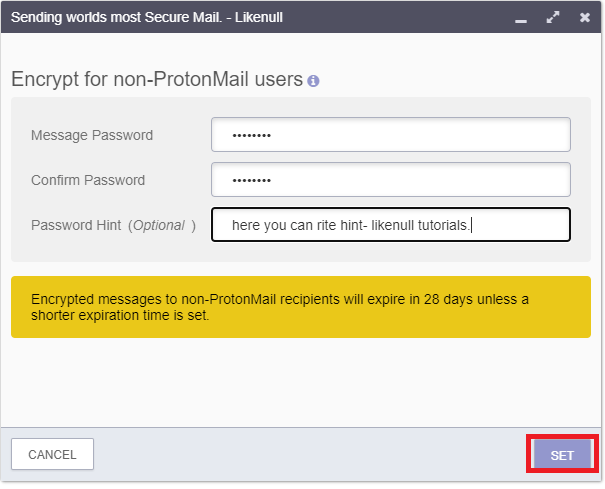 Sending worlds most Secure Mail. - Likenull
Encrypt for non-ProtonMail users
Message Password ••••••••
Confirm Password ••••••••
Password Hint (Optional ) here you can rite hint- likenull tutorials.
Encrypted messages to non-ProtonMail recipients will expire in 28 days unless a
shorter expiration time is set.
CANCEL SET